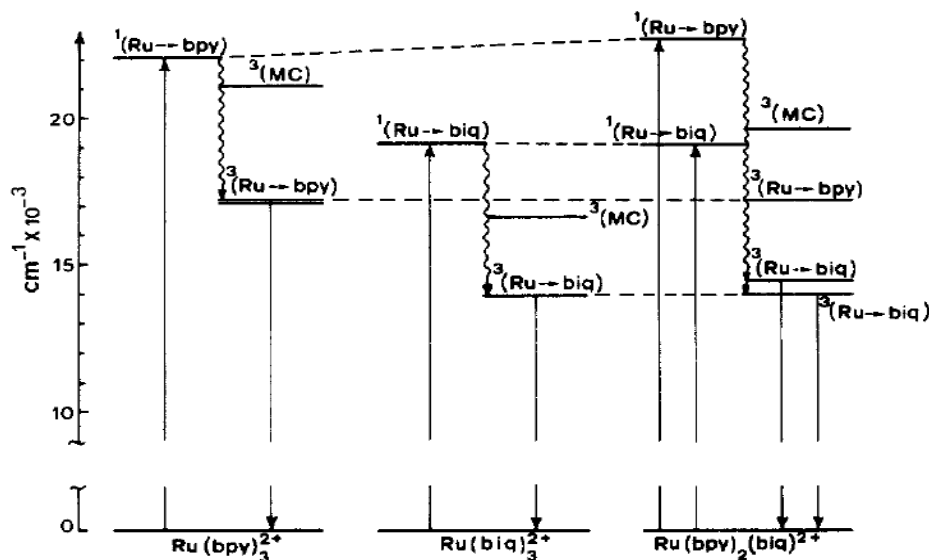 ¹(Ru→bpy)
³(MC)
³(Ru→bpy)
¹(Ru→biq)
³(MC)
³(Ru→biq)
¹(Ru→bpy)
³(MC)
¹(Ru→biq)
³(Ru→bpy)
³(Ru→biq)
³(Ru→biq)
cm⁻¹ X 10⁻³
20
15
10
0
Ru(bpy)₃²⁺
Ru(biq)₃²⁺
Ru(bpy)₂(biq)²⁺